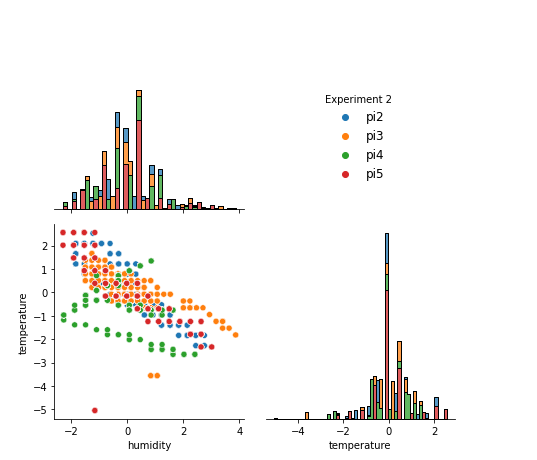 Experiment 2
pi2
pi3
pi4
pi5
temperature
2
1
0
−1
−2
−3
−4
−5
−2
0
2
4
humidity
−4
−2
0
2
temperature